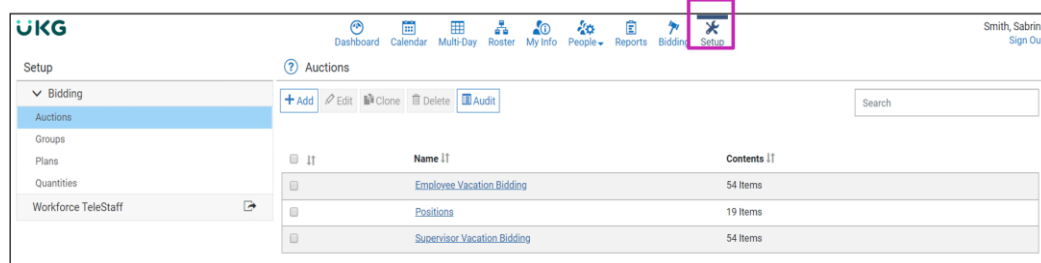 UKG
Dashboard Calendar Multi-Day Roster My Info People Reports Bidding Setup
Smith, Sabrin
Sign Ou
Setup
Auctions
Bidding
Auctions
Groups
Plans
Quantities
Workforce TeleStaff
Add Edit Clone Delete Audit
Search
Name Contents
Employee Vacation Bidding 54 Items
Positions 19 Items
Supervisor Vacation Bidding 54 Items